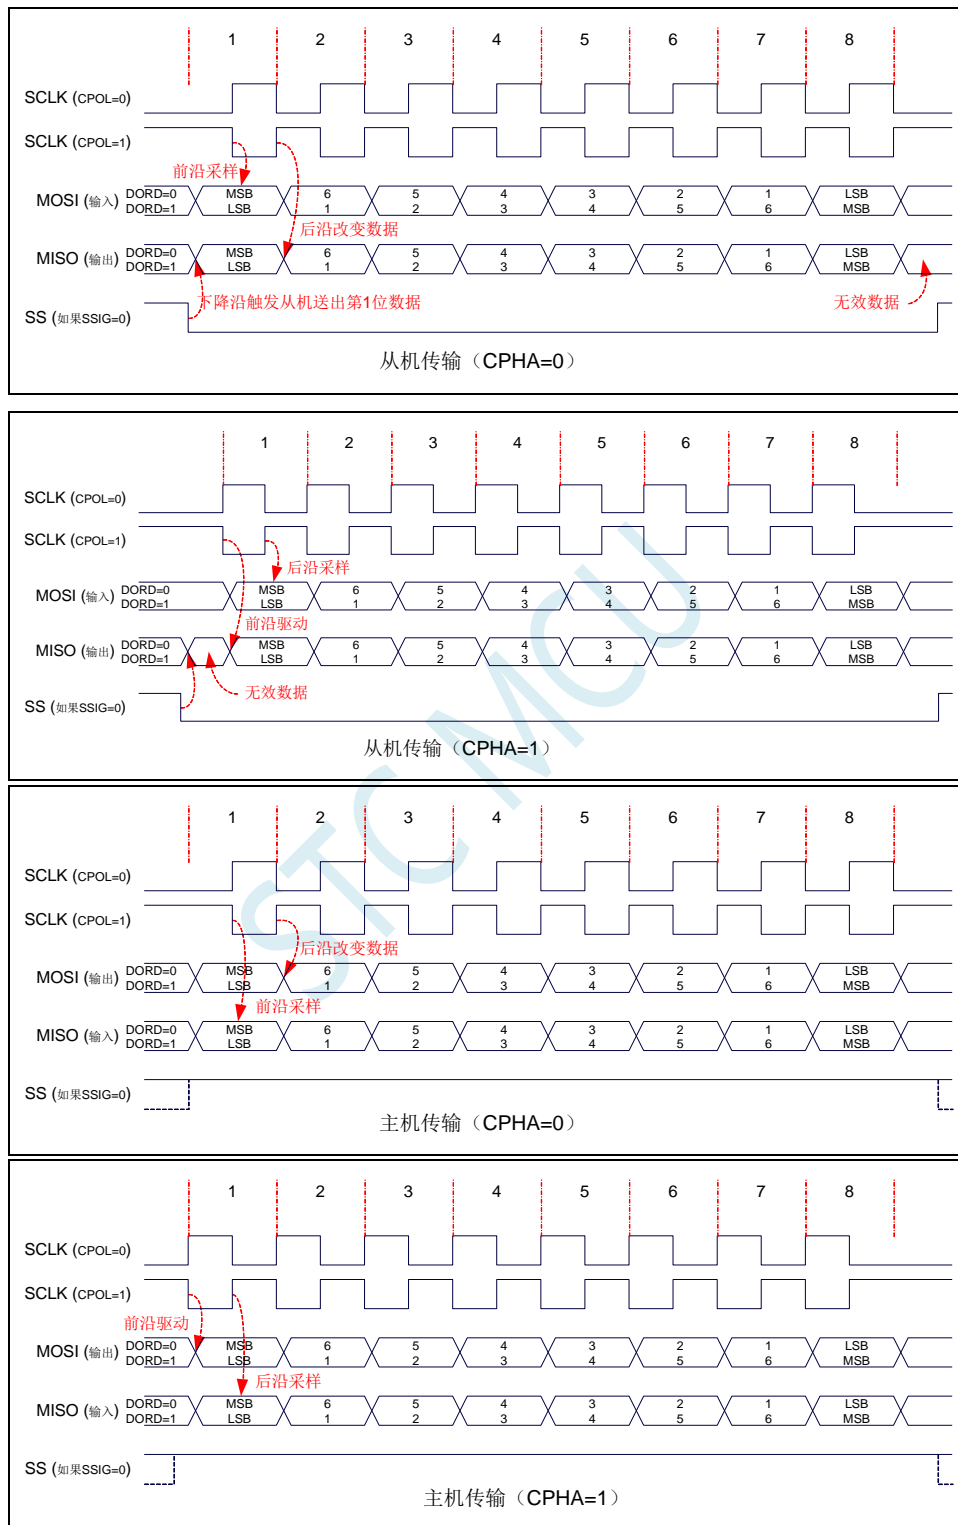 1 2 3 4 5 6 7 8
SCLK (CPOL=0)
SCLK (CPOL=1)
前沿采样
MOSI (输入) DORD=0 MSB 6 5 4 3 2 1 LSB
DORD=1 LSB 1 2 3 4 5 6 MSB
后沿改变数据
MISO (输出) DORD=0 MSB 6 5 4 3 2 1 LSB
DORD=1 LSB 1 2 3 4 5 6 MSB
下降沿触发从机送出第1位数据 无效数据
SS (如果SSIG=0)
从机传输（CPHA=0）
1 2 3 4 5 6 7 8
SCLK (CPOL=0)
SCLK (CPOL=1)
后沿采样
MOSI (输入) DORD=0 MSB 6 5 4 3 2 1 LSB
DORD=1 LSB 1 2 3 4 5 6 MSB
前沿驱动
MISO (输出) DORD=0 MSB 6 5 4 3 2 1 LSB
DORD=1 LSB 1 2 3 4 5 6 MSB
无效数据
SS (如果SSIG=0)
从机传输（CPHA=1）
STC MCU
1 2 3 4 5 6 7 8
SCLK (CPOL=0)
SCLK (CPOL=1)
后沿改变数据
MOSI (输出) DORD=0 MSB 6 5 4 3 2 1 LSB
DORD=1 LSB 1 2 3 4 5 6 MSB
前沿采样
MISO (输入) DORD=0 MSB 6 5 4 3 2 1 LSB
DORD=1 LSB 1 2 3 4 5 6 MSB
SS (如果SSIG=0)
主机传输（CPHA=0）
1 2 3 4 5 6 7 8
SCLK (CPOL=0)
SCLK (CPOL=1)
前沿驱动
MOSI (输出) DORD=0 MSB 6 5 4 3 2 1 LSB
DORD=1 LSB 1 2 3 4 5 6 MSB
后沿采样
MISO (输入) DORD=0 MSB 6 5 4 3 2 1 LSB
DORD=1 LSB 1 2 3 4 5 6 MSB
SS (如果SSIG=0)
主机传输（CPHA=1）